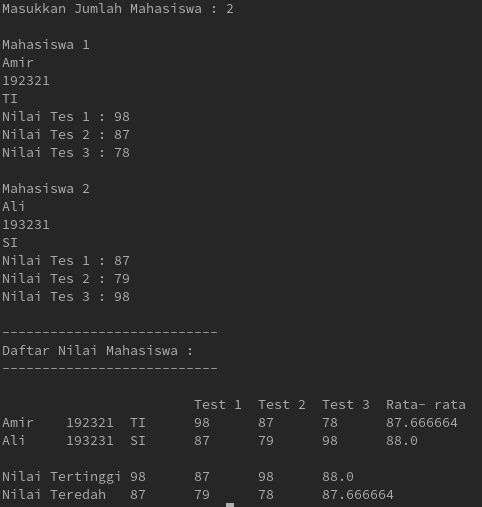 Masukkan Jumlah Mahasiswa : 2
Mahasiswa 1
Amir
192321
TI
Nilai Tes 1 : 98
Nilai Tes 2 : 87
Nilai Tes 3 : 78
Mahasiswa 2
Ali
193231
SI
Nilai Tes 1 : 87
Nilai Tes 2 : 79
Nilai Tes 3 : 98
---------------------------
Daftar Nilai Mahasiswa :
---------------------------
Test 1 Test 2 Test 3 Rata- rata
Amir 192321 TI 98 87 78 87.666664
Ali 193231 SI 87 79 98 88.0
Nilai Tertinggi 98 87 98 88.0
Nilai Teredah 87 79 78 87.666664